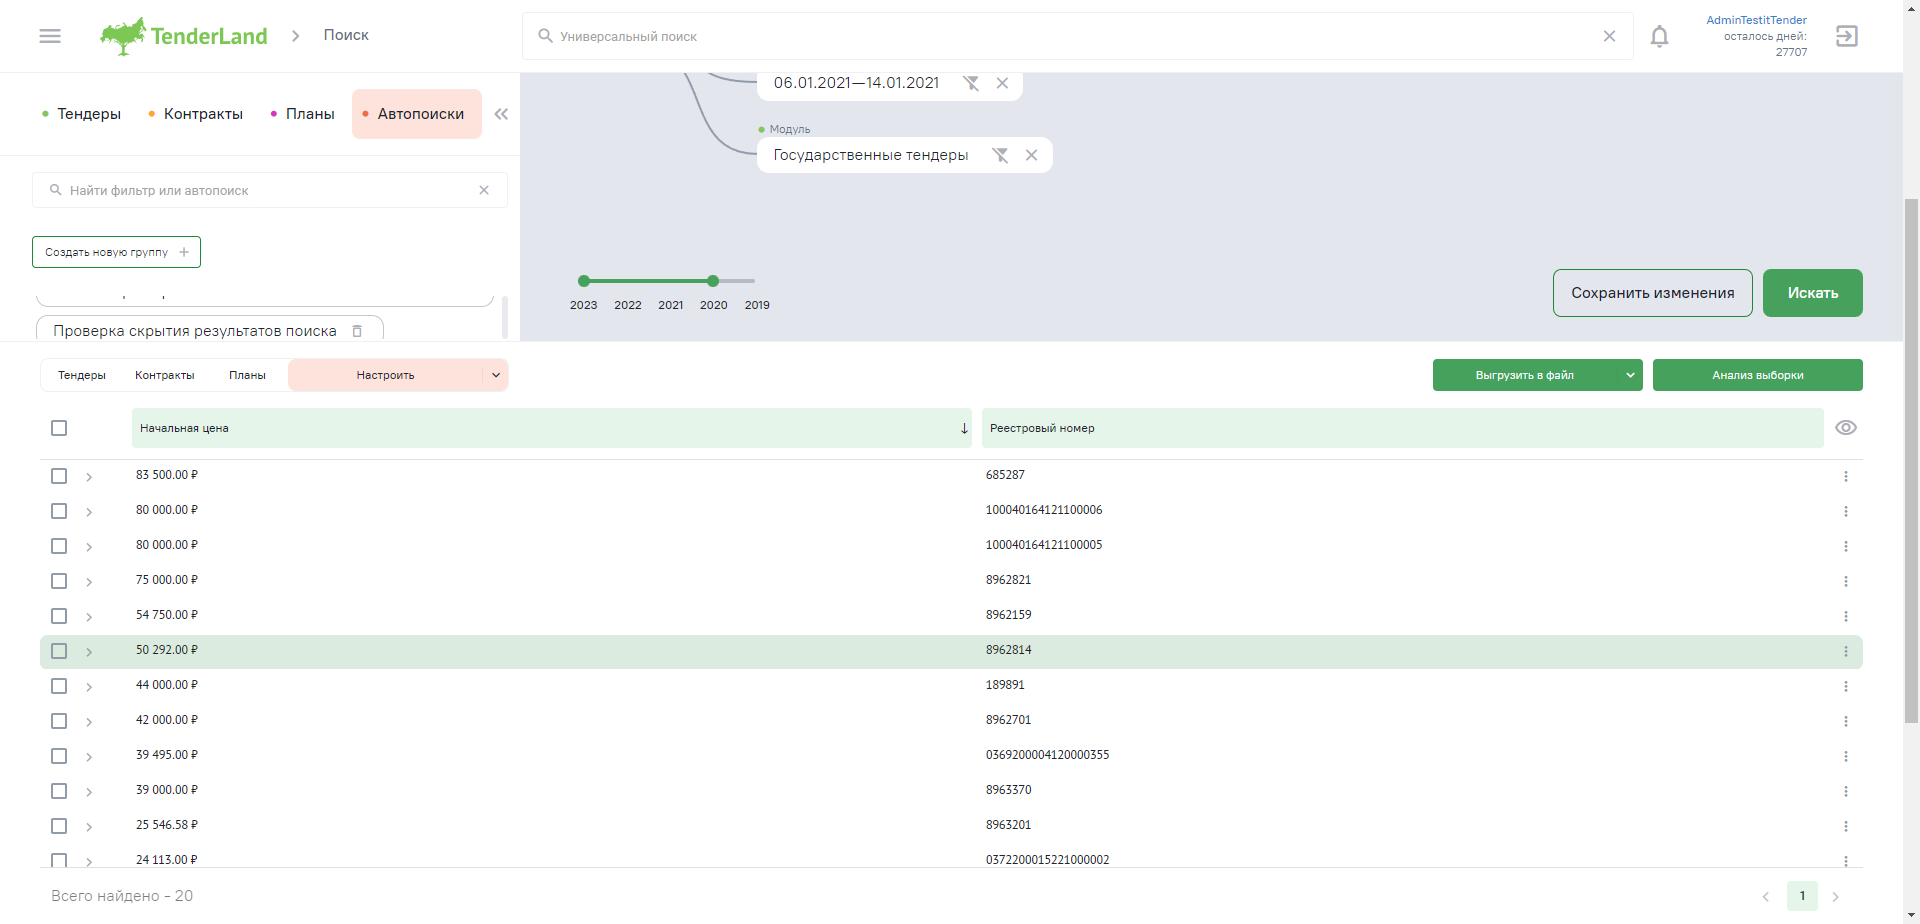 TenderLand
Поиск
Универсальный поиск
AdminTestitTender
осталось дней:
27707
Тендеры
Контракты
Планы
Автопоиски
06.01.2021—14.01.2021
Модуль
Государственные тендеры
Найти фильтр или автопоиск
Создать новую группу
Проверка скрытия результатов поиска
2023 2022 2021 2020 2019
Сохранить изменения
Искать
Тендеры
Контракты
Планы
Настроить
Выгрузить в файл
Анализ выборки
Начальная цена
Реестровый номер
83 500.00 ₽ 685287
80 000.00 ₽ 100040164121100006
80 000.00 ₽ 100040164121100005
75 000.00 ₽ 8962821
54 750.00 ₽ 8962159
50 292.00 ₽ 8962814
44 000.00 ₽ 189891
42 000.00 ₽ 8962701
39 495.00 ₽ 0369200004120000355
39 000.00 ₽ 8963370
25 546.58 ₽ 8963201
24 113.00 ₽ 0372200015221000002
Всего найдено - 20
1